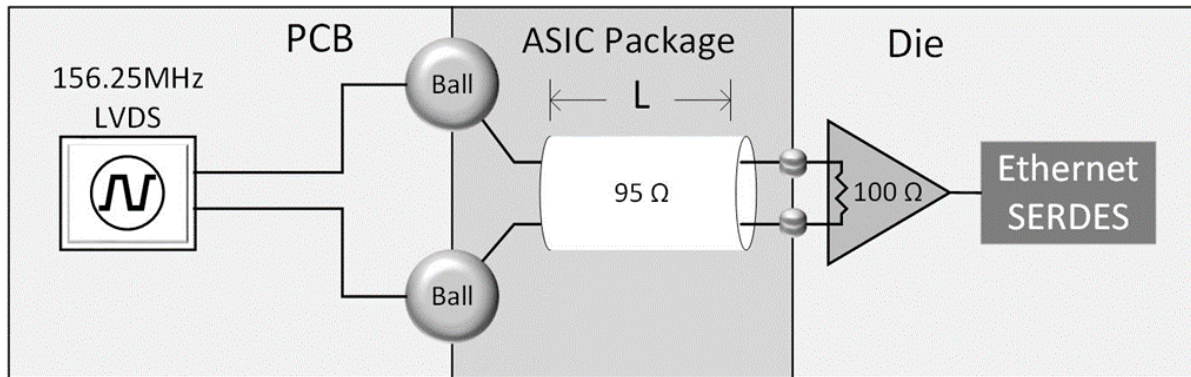 PCB
ASIC Package
Die
156.25MHz
LVDS
Ball
L
95 Ω
100 Ω
Ethernet
SERDES
Ball